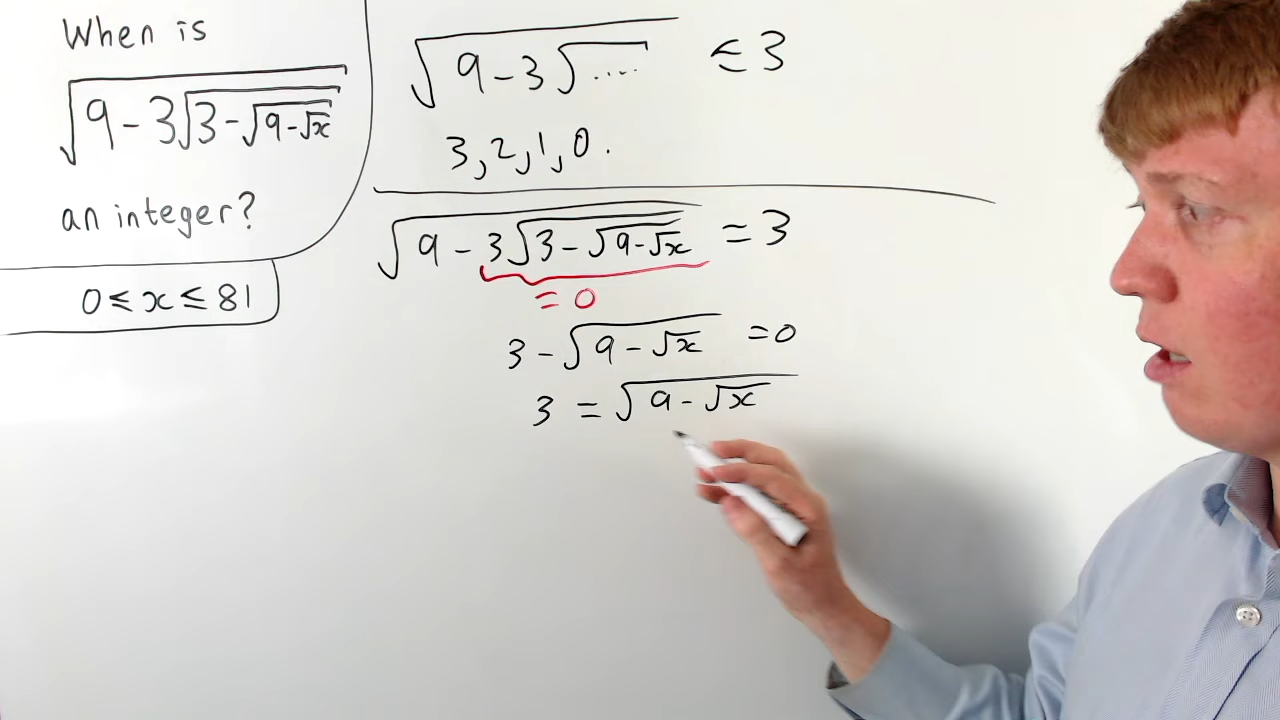 When is
√(9 - 3√(3 - √(9 - √x)))
an integer?
0 ≤ x ≤ 81
√(9 - 3√(....)) ≤ 3
3, 2, 1, 0.
√(9 - 3√(3 - √(9 - √x))) = 3
= 0
3 - √(9 - √x) = 0
3 = √(9 - √x)